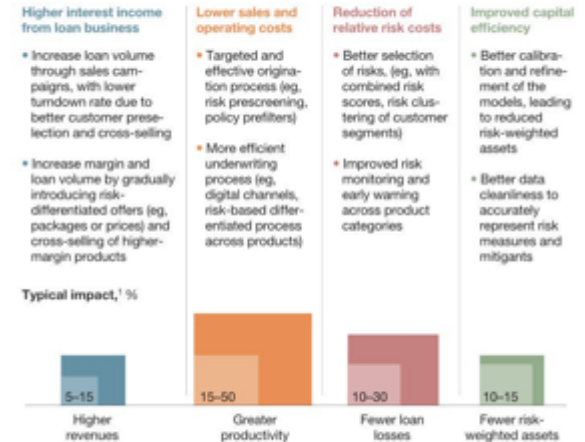 Higher interest income
from loan business
• Increase loan volume
through sales cam-
paigns, with lower
turndown rate due to
better customer prese-
lection and cross-selling
• Increase margin and
loan volume by gradually
introducing risk-
differentiated offers (eg,
packages or prices) and
cross-selling of higher-
margin products
Lower sales and
operating costs
• Targeted and
effective origina-
tion process (eg,
risk prescreening,
policy prefilters)
• More efficient
underwriting
process (eg,
digital channels,
risk-based differ-
entiated process
across products)
Reduction of
relative risk costs
• Better selection
of risks, (eg, with
combined risk
scores, risk clus-
tering of customer
segments)
• Improved risk
monitoring and
early warning
across product
categories
Improved capital
efficiency
• Better calibra-
tion and refine-
ment of the
models, leading
to reduced
risk-weighted
assets
• Better data
cleanliness to
accurately
represent risk
measures and
mitigants
Typical impact,¹ %
5–15
15–50
10–30
10–15
Higher
revenues
Greater
productivity
Fewer loan
losses
Fewer risk-
weighted assets